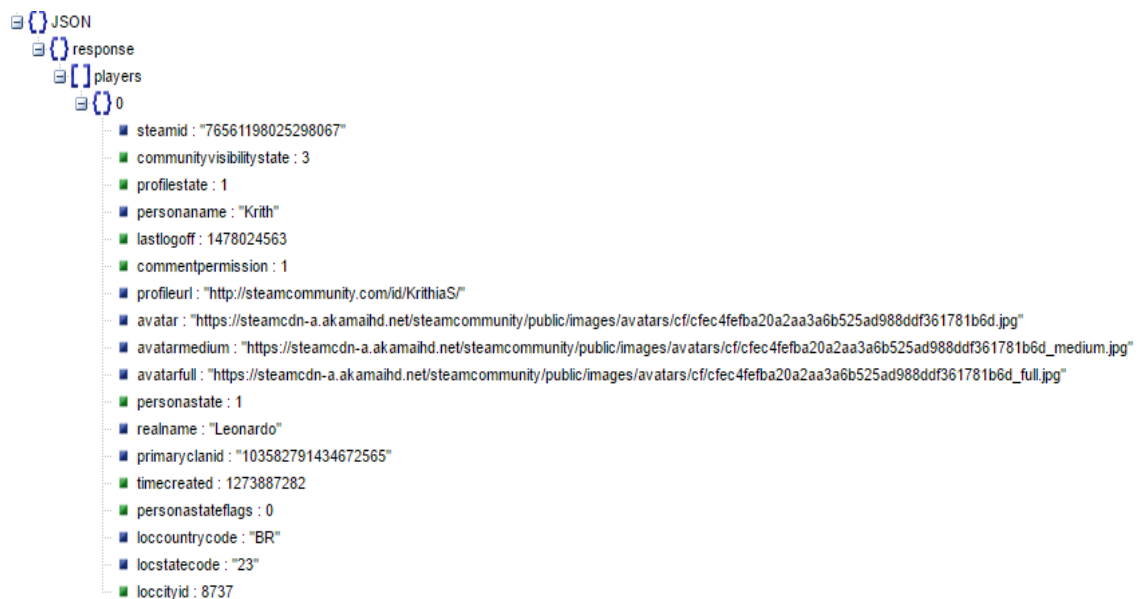 JSON
response
players
0
steamid : "76561198025298067"
communityvisibilitystate : 3
profilestate : 1
personaname : "Krith"
lastlogoff : 1478024563
commentpermission : 1
profileurl : "http://steamcommunity.com/id/KrithiaS/"
avatar : "https://steamcdn-a.akamaihd.net/steamcommunity/public/images/avatars/cf/cfec4fefba20a2aa3a6b525ad988ddf361781b6d.jpg"
avatarmedium : "https://steamcdn-a.akamaihd.net/steamcommunity/public/images/avatars/cf/cfec4fefba20a2aa3a6b525ad988ddf361781b6d_medium.jpg"
avatarfull : "https://steamcdn-a.akamaihd.net/steamcommunity/public/images/avatars/cf/cfec4fefba20a2aa3a6b525ad988ddf361781b6d_full.jpg"
personastate : 1
realname : "Leonardo"
primaryclanid : "103582791434672565"
timecreated : 1273887282
personastateflags : 0
loccountrycode : "BR"
locstatecode : "23"
loccityid : 8737